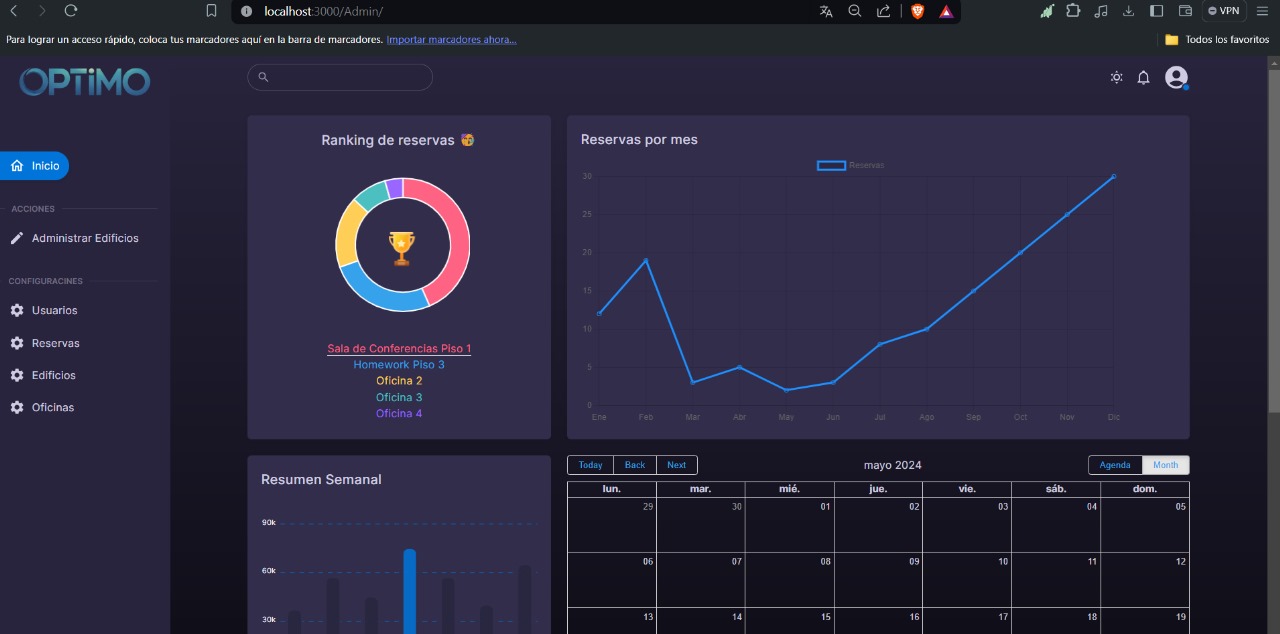 localhost:3000/Admin/
VPN
Para lograr un acceso rápido, coloca tus marcadores aquí en la barra de marcadores. Importar marcadores ahora...
Todos los favoritos
OPTiMO
Inicio
ACCIONES
Administrar Edificios
CONFIGURACINES
Usuarios
Reservas
Edificios
Oficinas
Ranking de reservas
Sala de Conferencias Piso 1
Homework Piso 3
Oficina 2
Oficina 3
Oficina 4
Reservas por mes
Reservas
30
25
20
15
10
5
0
Ene Feb Mar Abr May Jun Jul Ago Sep Oct Nov Dic
Resumen Semanal
90k
60k
30k
Today Back Next mayo 2024 Agenda Month
lun. mar. mié. jue. vie. sáb. dom.
29 30 01 02 03 04 05
06 07 08 09 10 11 12
13 14 15 16 17 18 19